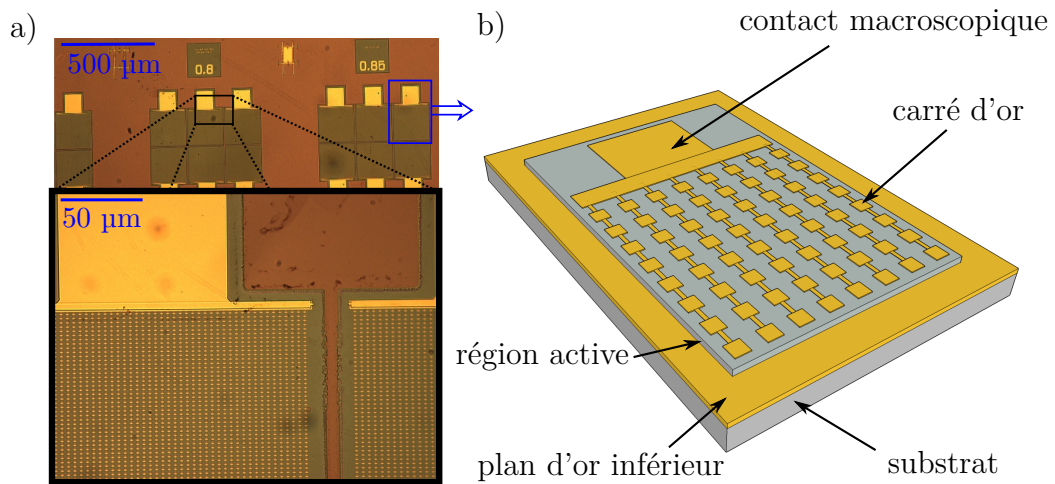 a)
500 µm
0.8
0.85
50 µm
b)
contact macroscopique
carré d'or
région active
plan d'or inférieur
substrat